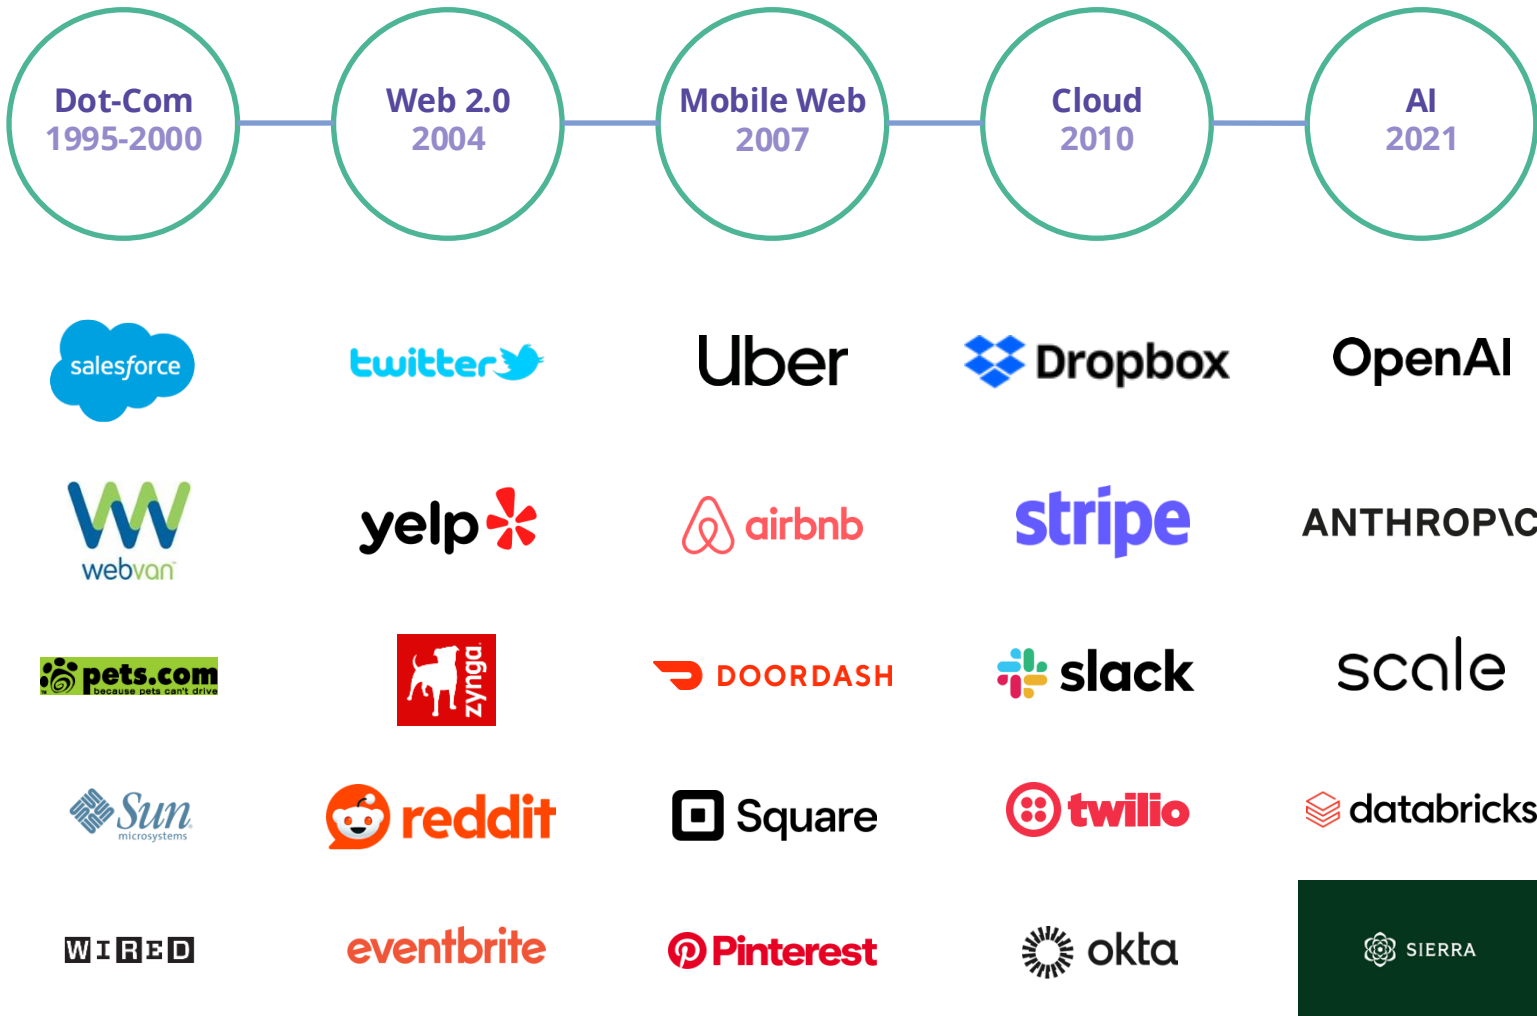 Dot-Com
1995-2000
Web 2.0
2004
Mobile Web
2007
Cloud
2010
AI
2021
salesforce
twitter
Uber
Dropbox
OpenAI
webvan
yelp
airbnb
stripe
ANTHROP\C
pets.com
because pets can't drive
zynga
DOORDASH
slack
scale
Sun
microsystems
reddit
Square
twilio
databricks
WIRED
eventbrite
Pinterest
okta
SIERRA